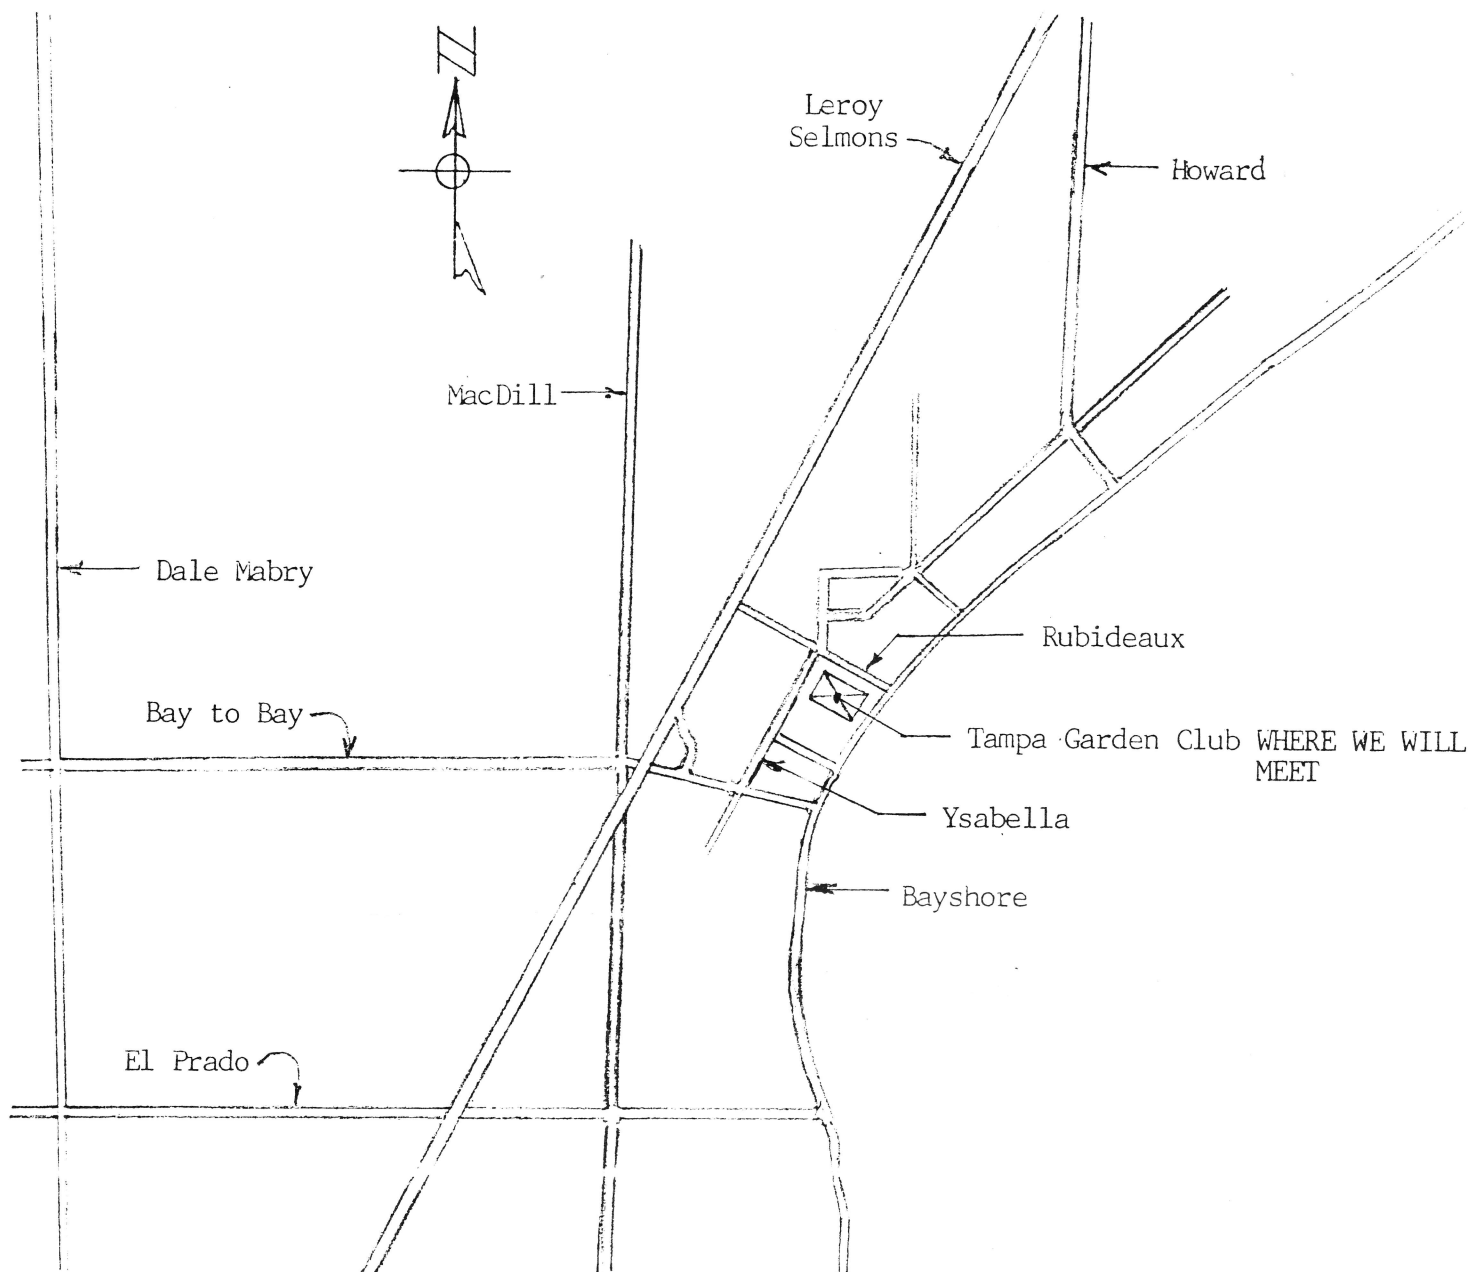 N
Leroy
Selmons
Howard
MacDill
Dale Mabry
Rubideaux
Bay to Bay
Tampa Garden Club WHERE WE WILL
MEET
Ysabella
Bayshore
El Prado